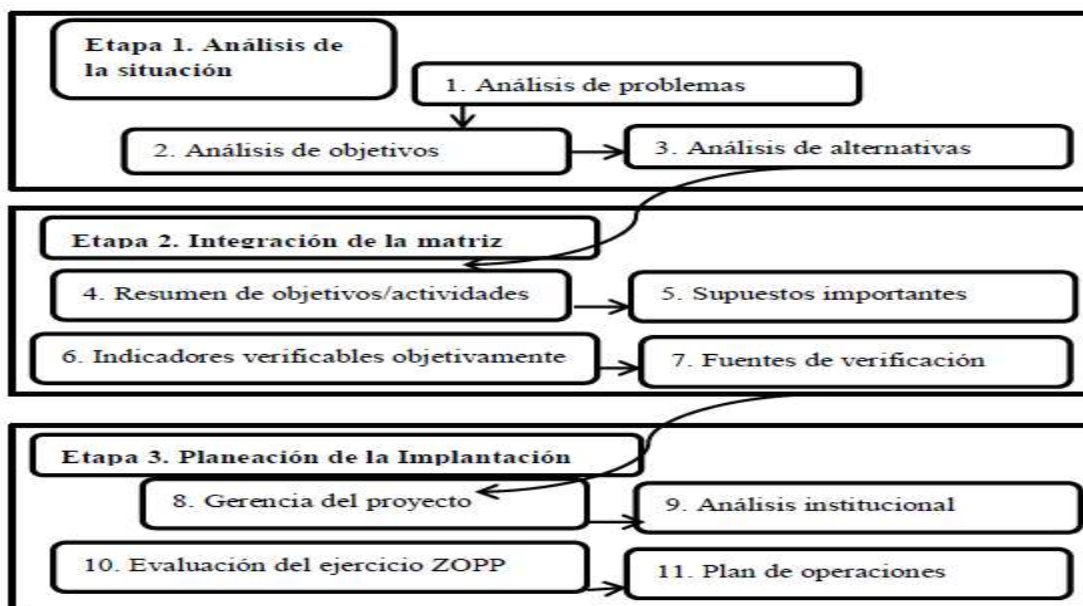 Etapa 1. Análisis de
la situación
1. Análisis de problemas
2. Análisis de objetivos
3. Análisis de alternativas
Etapa 2. Integración de la matriz
4. Resumen de objetivos/actividades
5. Supuestos importantes
6. Indicadores verificables objetivamente
7. Fuentes de verificación
Etapa 3. Planeación de la Implantación
8. Gerencia del proyecto
9. Análisis institucional
10. Evaluación del ejercicio ZOPP
11. Plan de operaciones